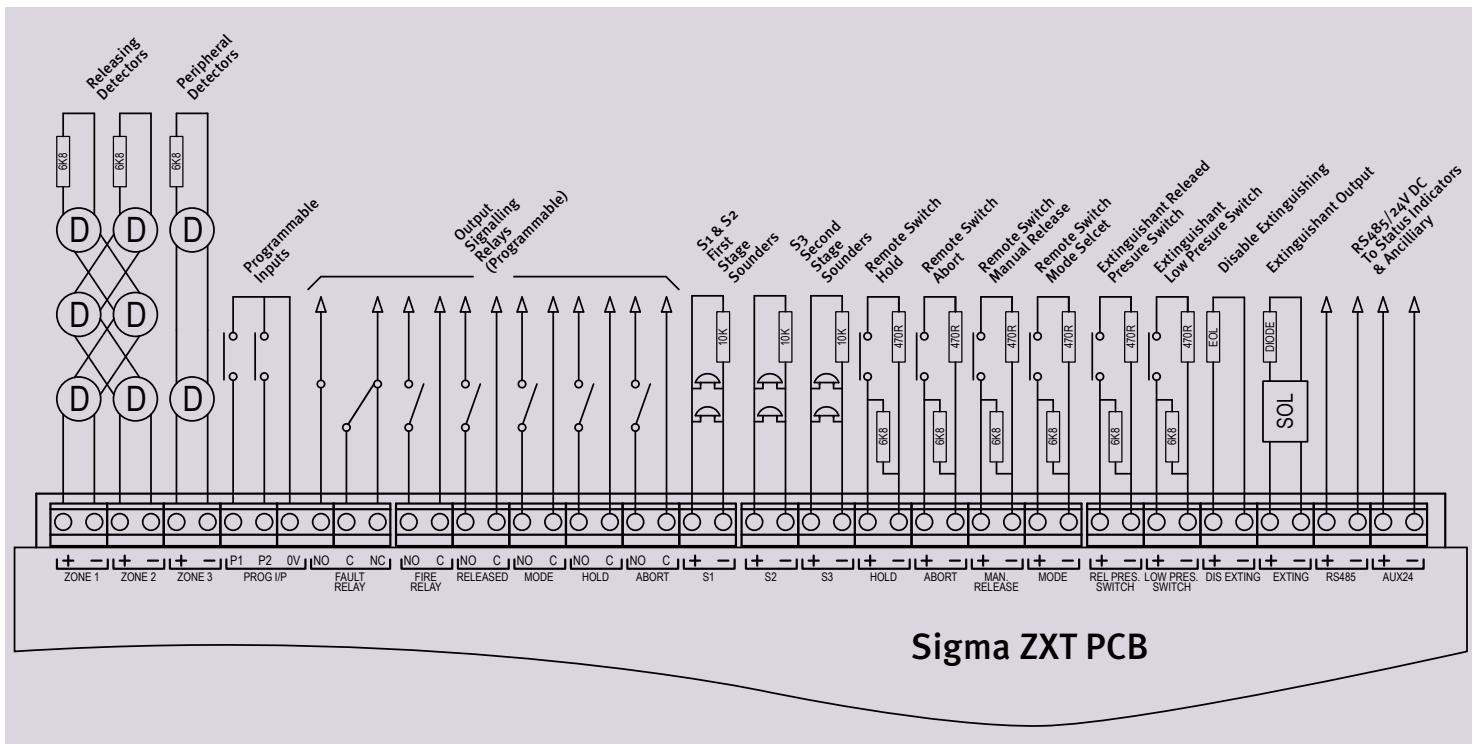 Releasing
Detectors
Peripheral
Detectors
Programmable
Inputs
Output
Signalling
Relays
(Programmable)
S1 & S2
First
Stage
Sounders
S3
Second
Stage
Sounders
Remote Switch
Hold
Remote Switch
Abort
Remote Switch
Manual Release
Remote Switch
Mode Selcet
Extinguishant Releaed
Presure Switch
Extinguishant
Low Presure Switch
Disable Extinguishing
Extinguishant Output
RS485/24V DC
To Status Indicators
& Ancilliary
6K8 6K8 6K8
D D D
D D
D D D
10K 10K 10K 470R 470R 470R 470R 470R 470R EOL DIODE
6K8 6K8 6K8 6K8 6K8 6K8 SOL
+ − + − + − P1 P2 0V NO C NC NO C NO C NO C NO C NO C + − + − + − + − + − + − + − + − + − + − + − + − + −
ZONE 1 ZONE 2 ZONE 3 PROG I/P FAULT RELAY FIRE RELAY RELEASED MODE HOLD ABORT S1 S2 S3 HOLD ABORT MAN. RELEASE MODE REL PRES. SWITCH LOW PRES. SWITCH DIS EXTING EXTING RS485 AUX24
Sigma ZXT PCB